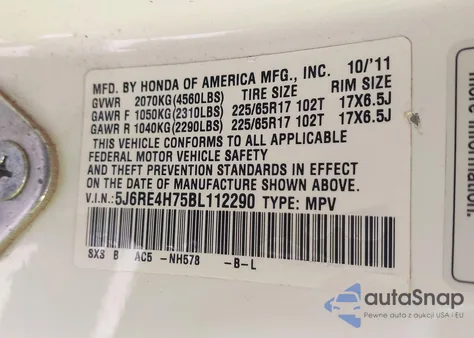 MFD. BY HONDA OF AMERICA MFG., INC. 10/'11
GVWR 2070KG(4560LBS) TIRE SIZE RIM SIZE
GAWR F 1050KG(2310LBS) 225/65R17 102T 17X6.5J
GAWR R 1040KG(2290LBS) 225/65R17 102T 17X6.5J
THIS VEHICLE CONFORMS TO ALL APPLICABLE
FEDERAL MOTOR VEHICLE SAFETY
AND THEFT PREVENTION STANDARDS IN EFFECT
ON THE DATE OF MANUFACTURE SHOWN ABOVE.
V.I.N.: 5J6RE4H75BL112290 TYPE: MPV
SXS B AC5 -NH578 -B-L
autoSnap
Pewne auta z aukcji USA i EU